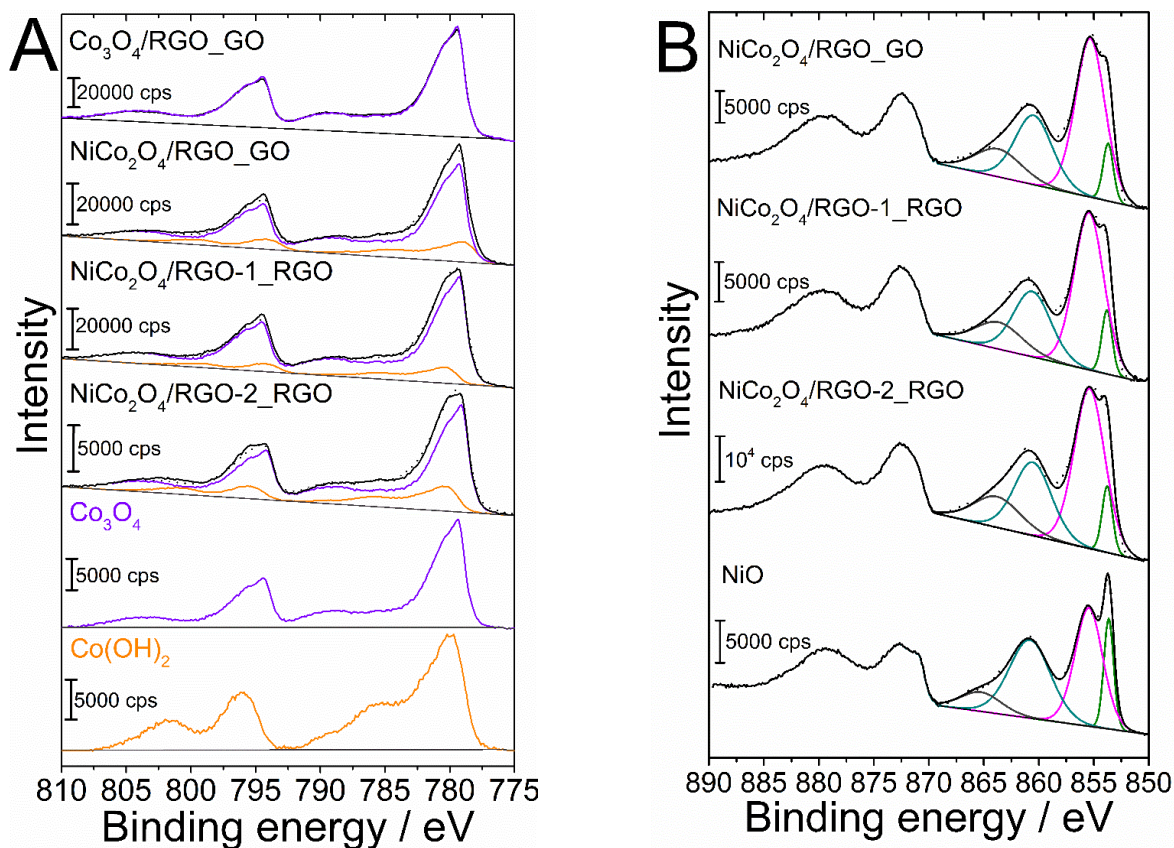 A
Co₃O₄/RGO_GO
20000 cps
NiCo₂O₄/RGO_GO
20000 cps
NiCo₂O₄/RGO-1_RGO
20000 cps
NiCo₂O₄/RGO-2_RGO
5000 cps
Co₃O₄
5000 cps
Co(OH)₂
5000 cps
Intensity
810 805 800 795 790 785 780 775
Binding energy / eV
B
NiCo₂O₄/RGO_GO
5000 cps
NiCo₂O₄/RGO-1_RGO
5000 cps
NiCo₂O₄/RGO-2_RGO
10⁴ cps
NiO
5000 cps
Intensity
890 885 880 875 870 865 860 855 850
Binding energy / eV